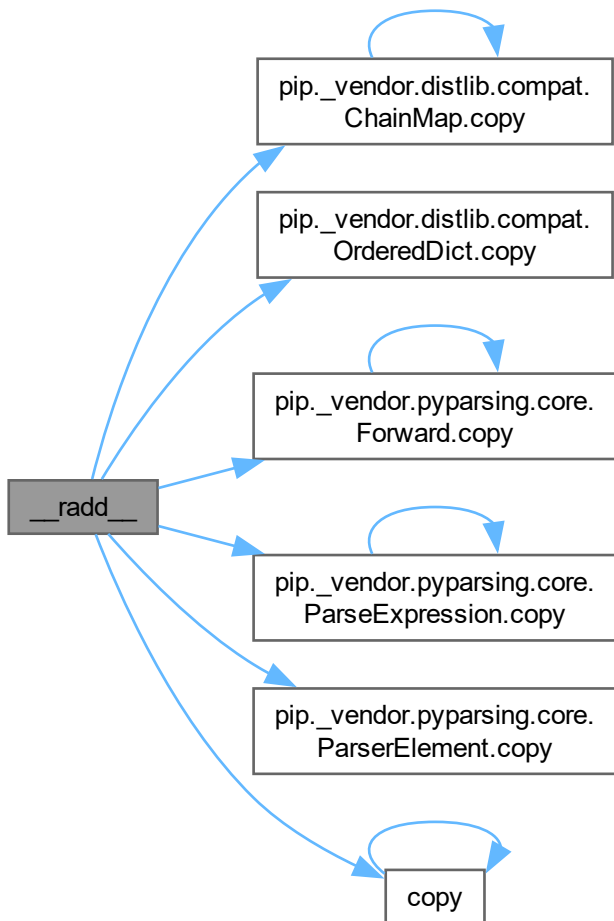 pip._vendor.distlib.compat.
ChainMap.copy
pip._vendor.distlib.compat.
OrderedDict.copy
pip._vendor.pyparsing.core.
Forward.copy
__radd__
pip._vendor.pyparsing.core.
ParseExpression.copy
pip._vendor.pyparsing.core.
ParserElement.copy
copy